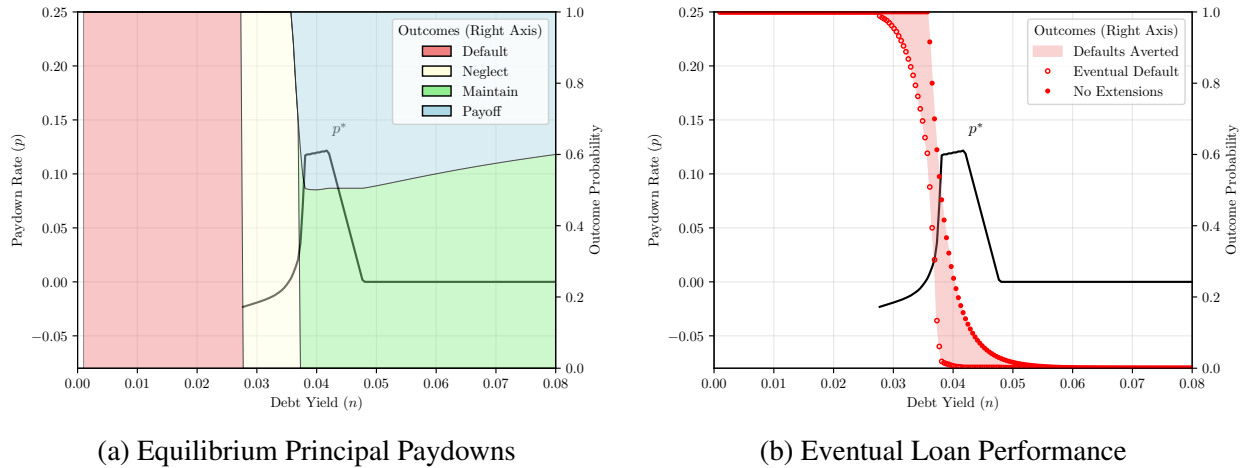 Outcomes (Right Axis)
Default
Neglect
Maintain
Payoff
p*
0.25
0.20
0.15
0.10
0.05
0.00
−0.05
Paydown Rate (p)
1.0
0.8
0.6
0.4
0.2
0.0
Outcome Probability
0.00 0.01 0.02 0.03 0.04 0.05 0.06 0.07 0.08
Debt Yield (n)
(a) Equilibrium Principal Paydowns
Outcomes (Right Axis)
Defaults Averted
Eventual Default
No Extensions
p*
0.25
0.20
0.15
0.10
0.05
0.00
−0.05
Paydown Rate (p)
1.0
0.8
0.6
0.4
0.2
0.0
Outcome Probability
0.00 0.01 0.02 0.03 0.04 0.05 0.06 0.07 0.08
Debt Yield (n)
(b) Eventual Loan Performance